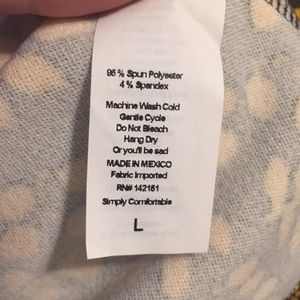 96 % Spun Polyester
4 % Spandex
Machine Wash Cold
Gentle Cycle
Do Not Bleach
Hang Dry
Or you'll be sad
MADE IN MEXICO
Fabric Imported
RN# 142161
Simply Comfortable
L